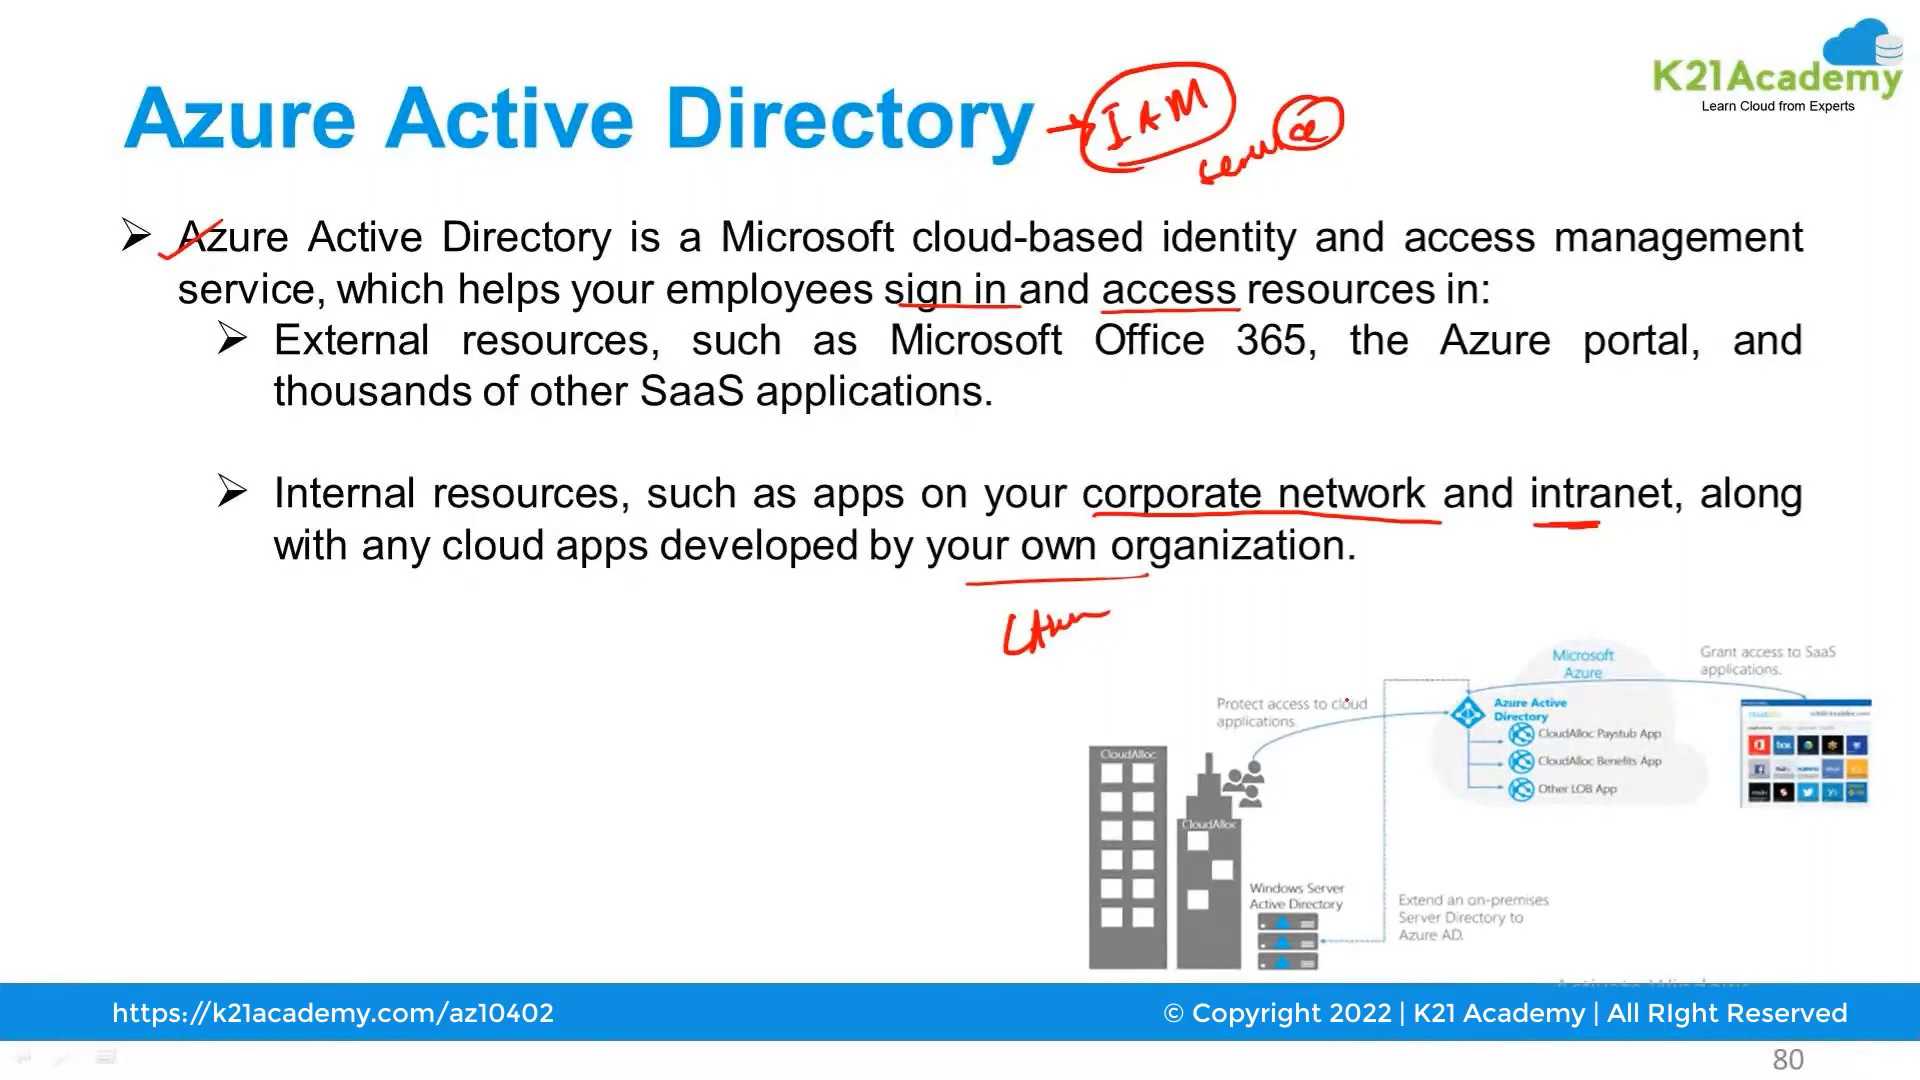 K21Academy
Learn Cloud from Experts
Azure Active Directory
IAM
service
Azure Active Directory is a Microsoft cloud-based identity and access management
service, which helps your employees sign in and access resources in:
External resources, such as Microsoft Office 365, the Azure portal, and
thousands of other SaaS applications.
Internal resources, such as apps on your corporate network and intranet, along
with any cloud apps developed by your own organization.
Microsoft
Azure
Grant access to SaaS
applications.
Protect access to cloud
applications.
Azure Active
Directory
CloudAlloc Paystub App
CloudAlloc Benefits App
Other LOB App
CloudAlloc
CloudAlloc
Windows Server
Active Directory
Extend an on-premises
Server Directory to
Azure AD.
Activate Windows
https://k21academy.com/az10402
© Copyright 2022 | K21 Academy | All RIght Reserved
80